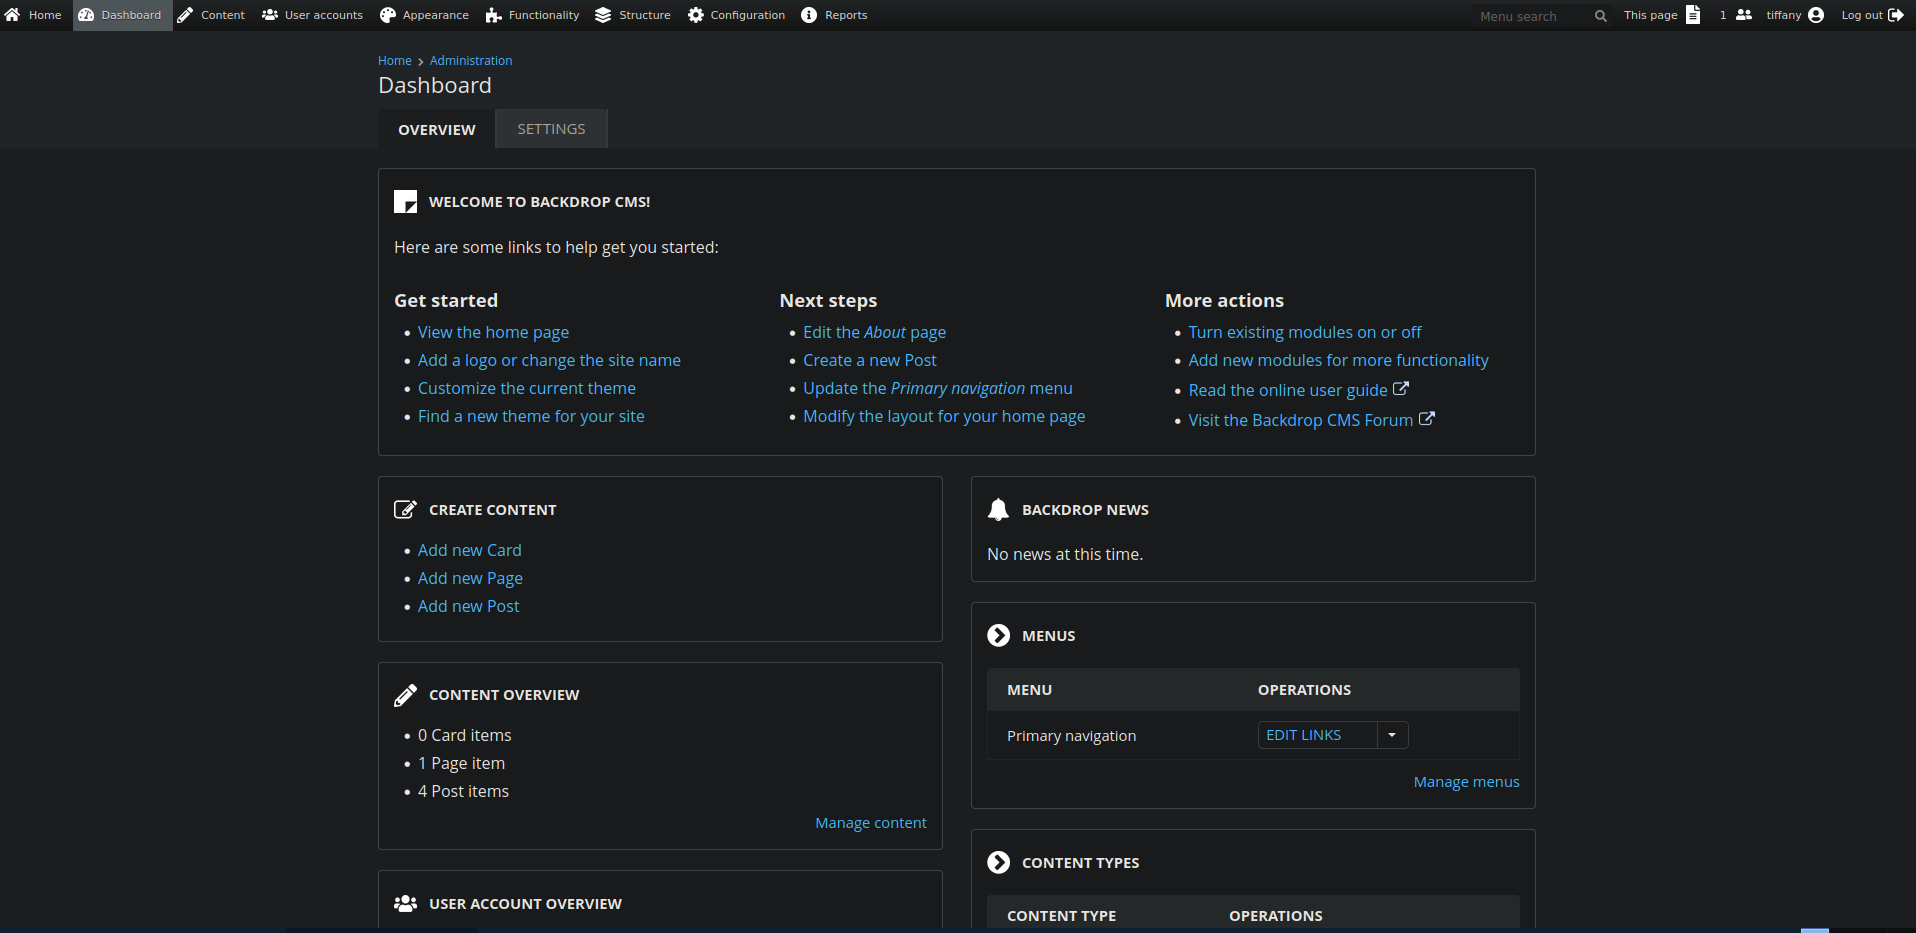 Home Dashboard Content User accounts Appearance Functionality Structure Configuration Reports Menu search This page 1 tiffany Log out
Home › Administration
Dashboard
OVERVIEW SETTINGS
WELCOME TO BACKDROP CMS!
Here are some links to help get you started:
Get started
• View the home page
• Add a logo or change the site name
• Customize the current theme
• Find a new theme for your site
Next steps
• Edit the About page
• Create a new Post
• Update the Primary navigation menu
• Modify the layout for your home page
More actions
• Turn existing modules on or off
• Add new modules for more functionality
• Read the online user guide
• Visit the Backdrop CMS Forum
CREATE CONTENT
• Add new Card
• Add new Page
• Add new Post
CONTENT OVERVIEW
• 0 Card items
• 1 Page item
• 4 Post items
Manage content
USER ACCOUNT OVERVIEW
BACKDROP NEWS
No news at this time.
MENUS
MENU OPERATIONS
Primary navigation EDIT LINKS
Manage menus
CONTENT TYPES
CONTENT TYPE OPERATIONS